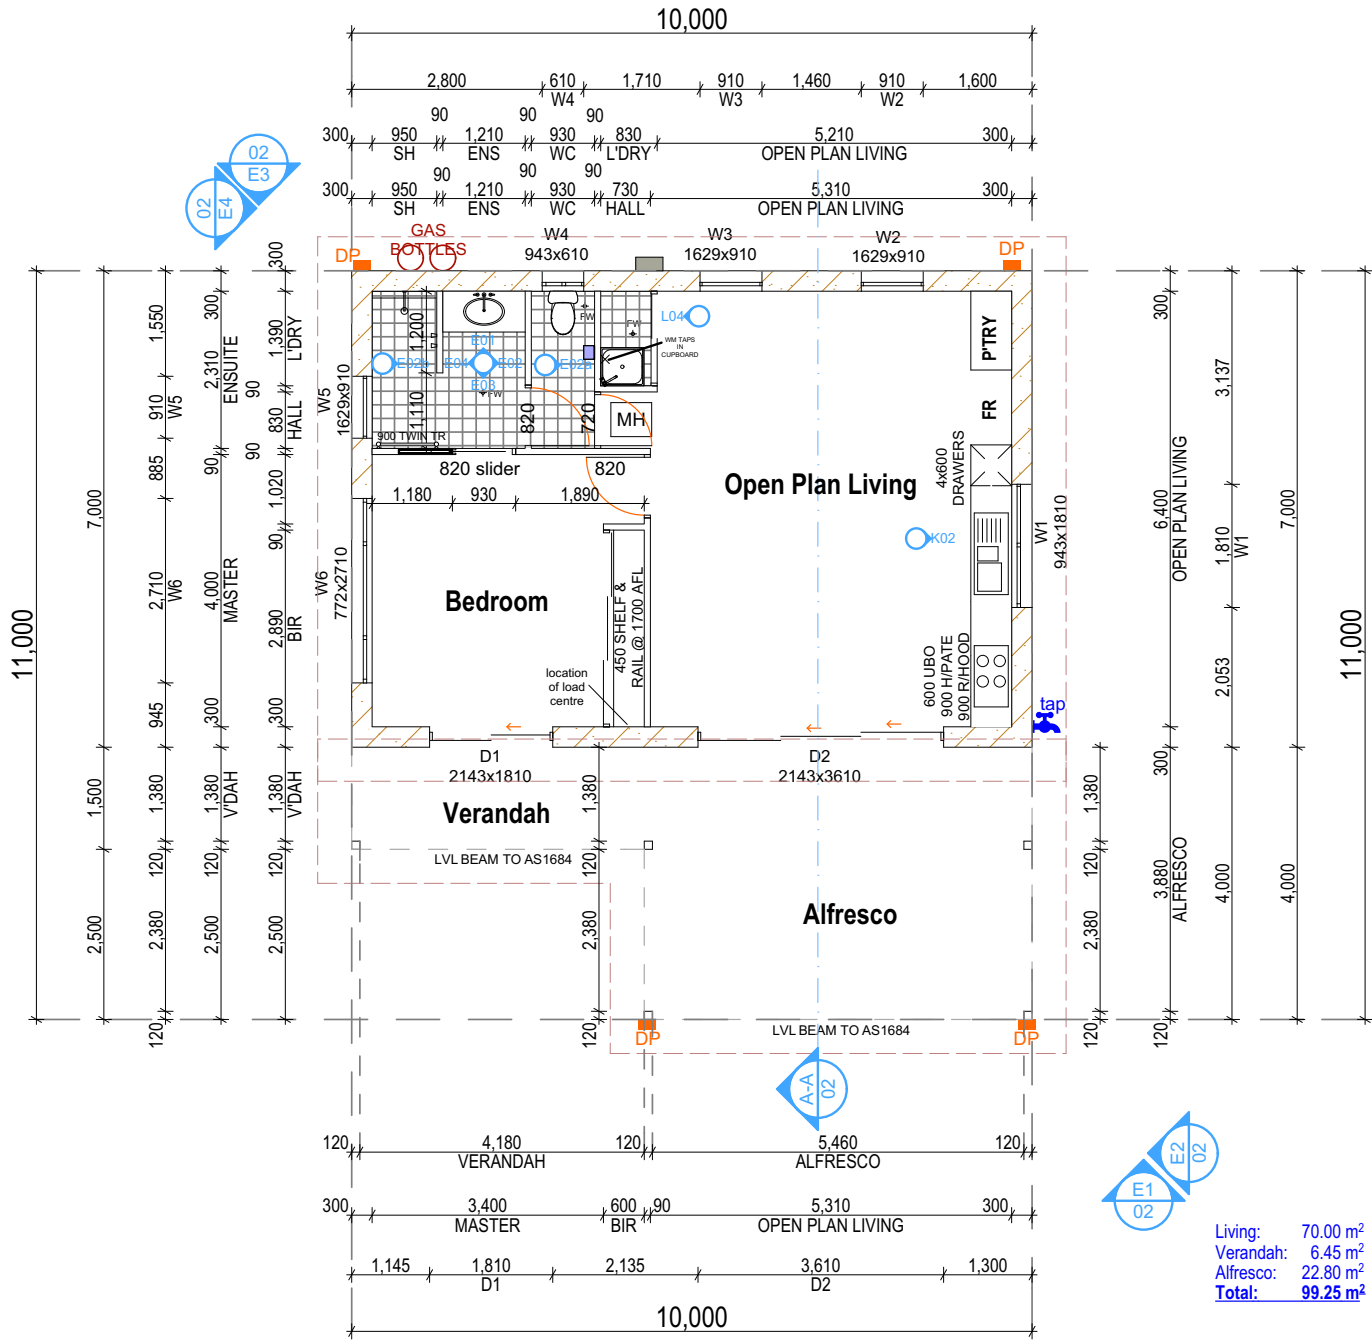 10,000
2,800 610 1,710 910 1,460 910 1,600
W4 W3 W2
90 90 90
300 950 1,210 930 830 5,210 300
SH ENS WC L'DRY OPEN PLAN LIVING
90 90 90
300 950 1,210 930 730 5,310 300
SH ENS WC HALL OPEN PLAN LIVING
02
E3
02
E4
GAS
BOTTLES
DP
W4
943x610
W3
1629x910
W2
1629x910
DP
11,000
7,000
1,500
2,500
1,550
910
W5
885
2,710
W6
945
1,380
120
2,380
120
300
2,310
ENSUITE
90
4,000
MASTER
300
1,380
V'DAH
120
2,500
300
1,390
L'DRY
90
830
HALL
90
1,020
90
2,890
BIR
300
1,380
V'DAH
120
2,500
W5
1629x910
W6
772x2710
1,200
1,110
E01
E02b
E04
E02
E03
E02a
FW
FW
FW
WM TAPS
IN
CUPBOARD
L04
900 TWIN TR
820
720
MH
820 slider
820
1,180 930 1,890
Bedroom
450 SHELF &
RAIL @ 1700 AFL
location
of load
centre
Open Plan Living
P'TRY
FR
4x600
DRAWERS
K02
600 UBO
900 H/PATE
900 R/HOOD
W1
943x1810
tap
300
6,400
OPEN PLAN LIVING
300
3,880
ALFRESCO
120
3,137
1,810
W1
2,053
4,000
7,000
4,000
11,000
D1
2143x1810
D2
2143x3610
Verandah
LVL BEAM TO AS1684
1,380
120
2,380
120
Alfresco
1,380
120
2,380
120
LVL BEAM TO AS1684
DP
DP
A-A
02
120 4,180 120 5,460 120
VERANDAH ALFRESCO
300 3,400 600 90 5,310 300
MASTER BIR OPEN PLAN LIVING
1,145 1,810 2,135 3,610 1,300
D1 D2
10,000
E2
02
E1
02
Living: 70.00 m²
Verandah: 6.45 m²
Alfresco: 22.80 m²
Total: 99.25 m²